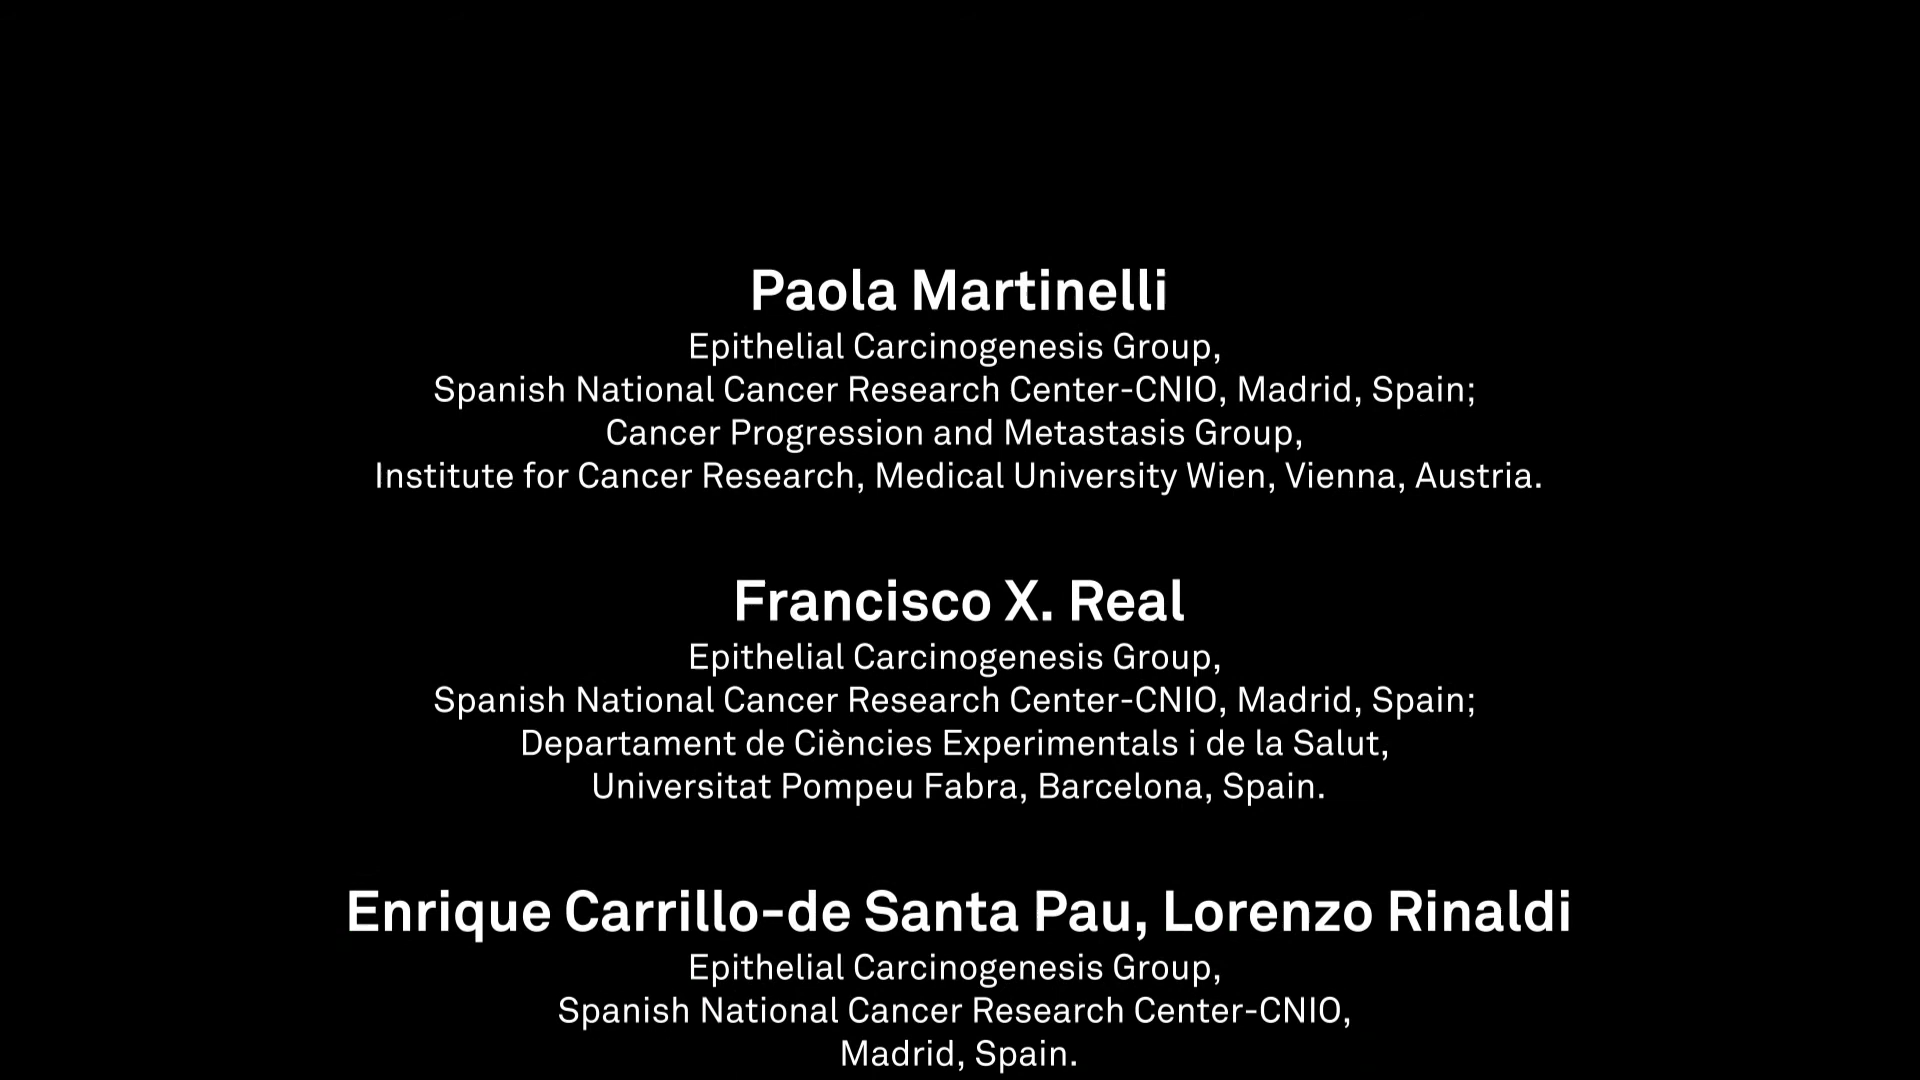 Paola Martinelli
Epithelial Carcinogenesis Group,
Spanish National Cancer Research Center-CNIO, Madrid, Spain;
Cancer Progression and Metastasis Group,
Institute for Cancer Research, Medical University Wien, Vienna, Austria.
Francisco X. Real
Epithelial Carcinogenesis Group,
Spanish National Cancer Research Center-CNIO, Madrid, Spain;
Departament de Ciències Experimentals i de la Salut,
Universitat Pompeu Fabra, Barcelona, Spain.
Enrique Carrillo-de Santa Pau, Lorenzo Rinaldi
Epithelial Carcinogenesis Group,
Spanish National Cancer Research Center-CNIO,
Madrid, Spain.